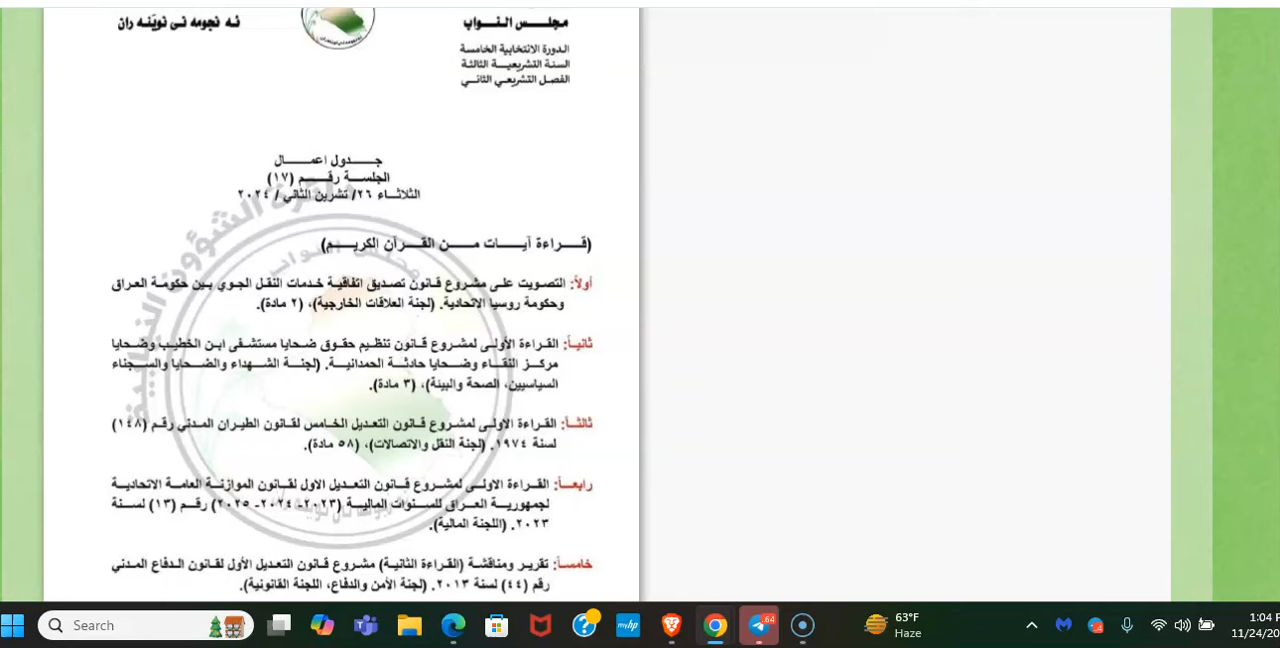 مجلس النواب
ئه نجومه نى نوێنه ران
الدورة الانتخابية الخامسة
السنة التشريعية الثالثة
الفصل التشريعي الثاني
جدول اعمال
الجلسة رقم (١٧)
الثلاثاء ٢٦/ تشرين الثاني / ٢٠٢٤
(قراءة آيات من القرآن الكريم)
أولاً: التصويت على مشروع قانون تصديق اتفاقية خدمات النقل الجوي بين حكومة العراق
وحكومة روسيا الاتحادية. (لجنة العلاقات الخارجية)، (٢ مادة).
ثانياً: القراءة الأولى لمشروع قانون تنظيم حقوق ضحايا مستشفى ابن الخطيب وضحايا
مركز النقاء وضحايا حادثة الحمدانية. (لجنة الشهداء والضحايا والسجناء
السياسيين، الصحة والبيئة)، (٣ مادة).
ثالثاً: القراءة الاولى لمشروع قانون التعديل الخامس لقانون الطيران المدني رقم (١٤٨)
لسنة ١٩٧٤. (لجنة النقل والاتصالات)، (٥٨ مادة).
رابعاً: القراءة الاولى لمشروع قانون التعديل الاول لقانون الموازنة العامة الاتحادية
لجمهورية العراق للسنوات المالية (٢٠٢٣- ٢٠٢٤- ٢٠٢٥) رقم (١٣) لسنة
٢٠٢٣. (اللجنة المالية).
خامساً: تقرير ومناقشة (القراءة الثانية) مشروع قانون التعديل الأول لقانون الدفاع المدني
رقم (٤٤) لسنة ٢٠١٣. (لجنة الأمن والدفاع، اللجنة القانونية).
دائرة الشؤون النيابية
مجلس النواب
Search
myhp
64
63°F
Haze
1:04
11/24/20